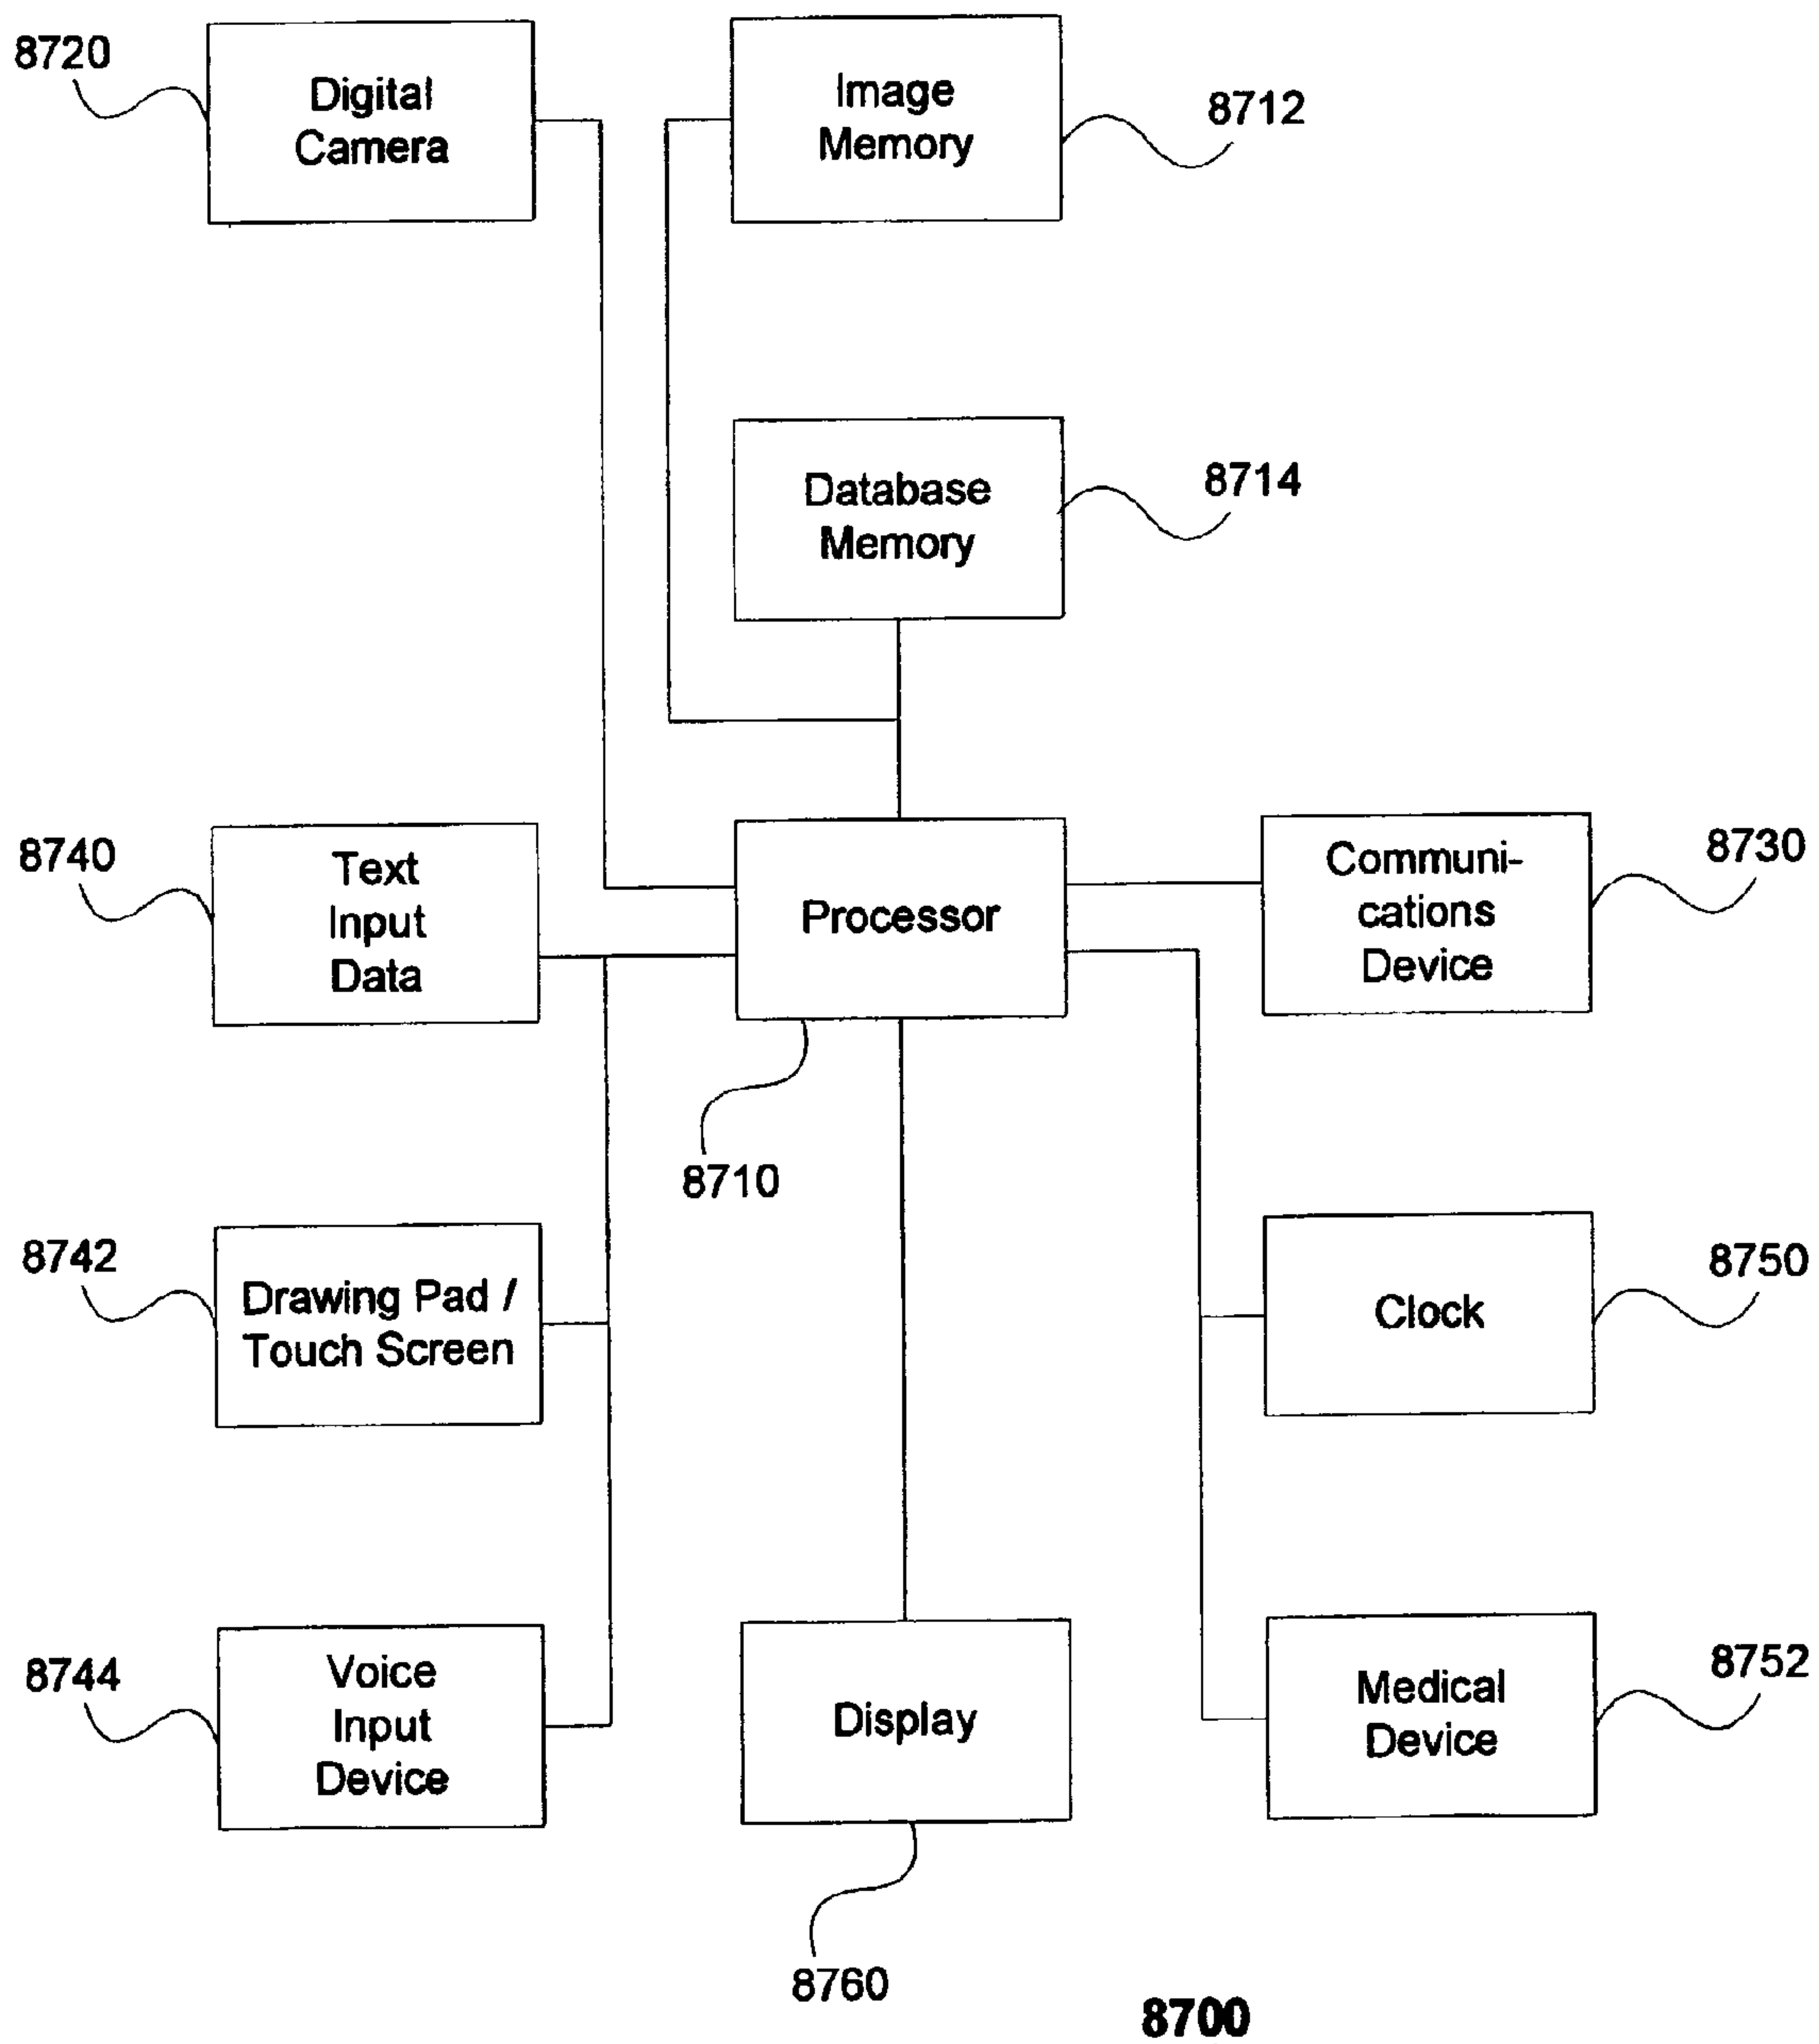 8720
Digital
Camera
Image
Memory
8712
Database
Memory
8714
8740
Text
Input
Data
Processor
8710
Communi-
cations
Device
8730
8742
Drawing Pad /
Touch Screen
Clock
8750
8744
Voice
Input
Device
Display
8760
Medical
Device
8752
8700